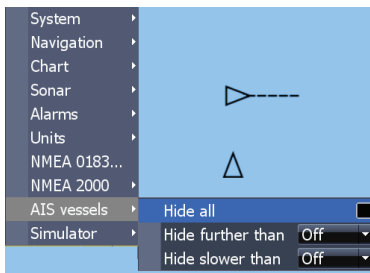 System
Navigation
Chart
Sonar
Alarms
Units
NMEA 0183...
NMEA 2000
AIS vessels
Simulator
Hide all
Hide further than Off
Hide slower than Off